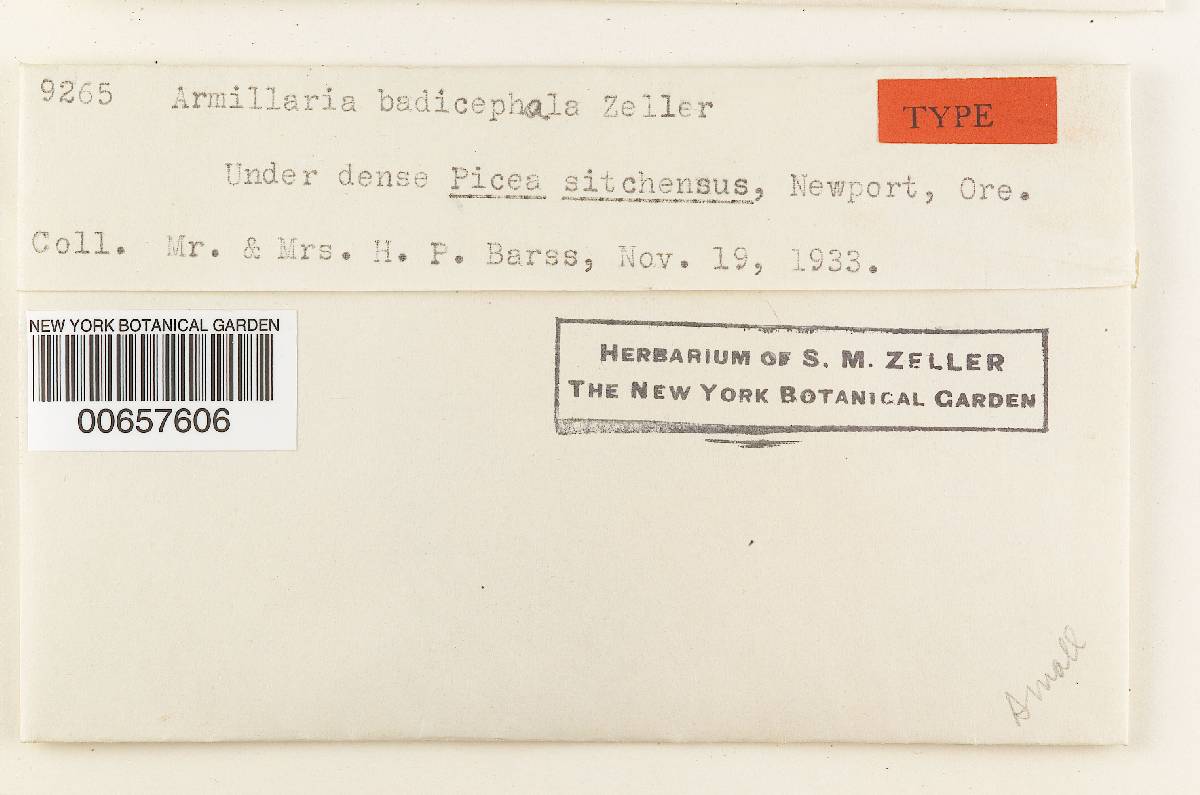 9265 Armillaria badicephala Zeller
TYPE
Under dense Picea sitchensus, Newport, Ore.
Coll. Mr. & Mrs. H. P. Barss, Nov. 19, 1933.
NEW YORK BOTANICAL GARDEN
00657606
HERBARIUM OF S. M. ZELLER
THE NEW YORK BOTANICAL GARDEN
Small